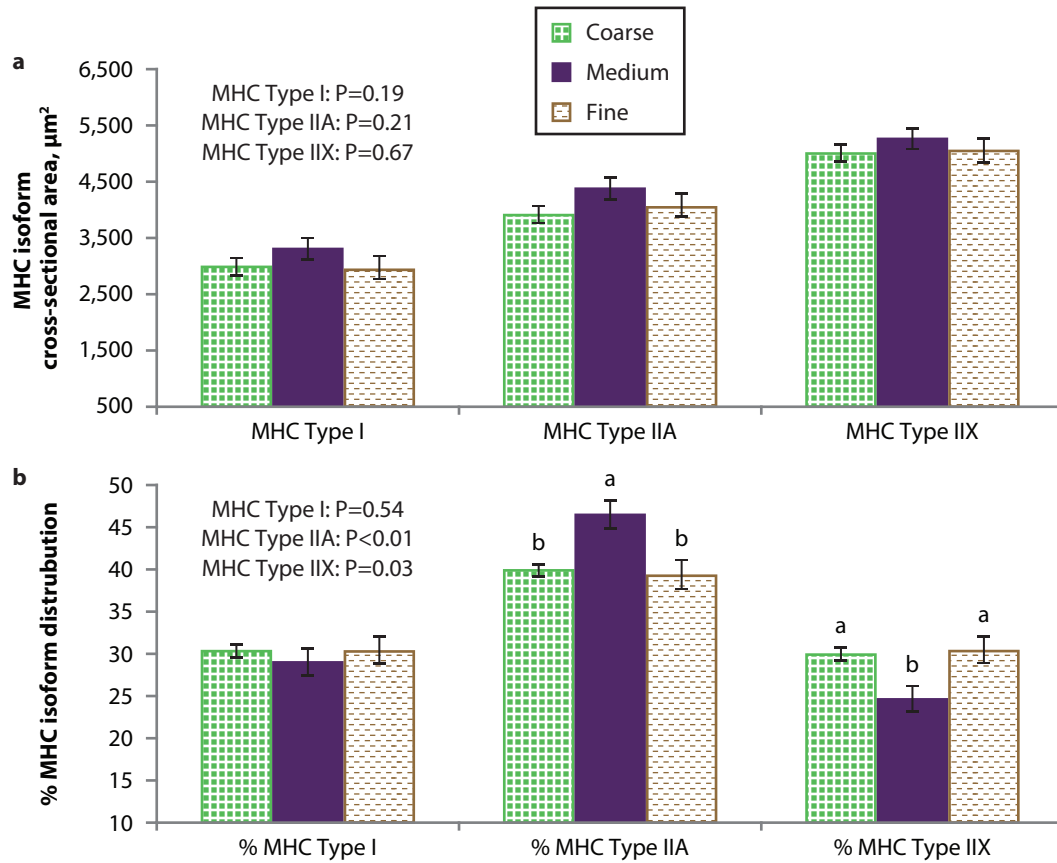 Coarse
Medium
Fine
a
6,500
5,500
4,500
3,500
2,500
1,500
500
MHC isoform
cross-sectional area, µm²
MHC Type I: P=0.19
MHC Type IIA: P=0.21
MHC Type IIX: P=0.67
MHC Type I
MHC Type IIA
MHC Type IIX
b
50
45
40
35
30
25
20
15
10
% MHC isoform distrubution
MHC Type I: P=0.54
MHC Type IIA: P<0.01
MHC Type IIX: P=0.03
b
a
b
a
b
a
% MHC Type I
% MHC Type IIA
% MHC Type IIX